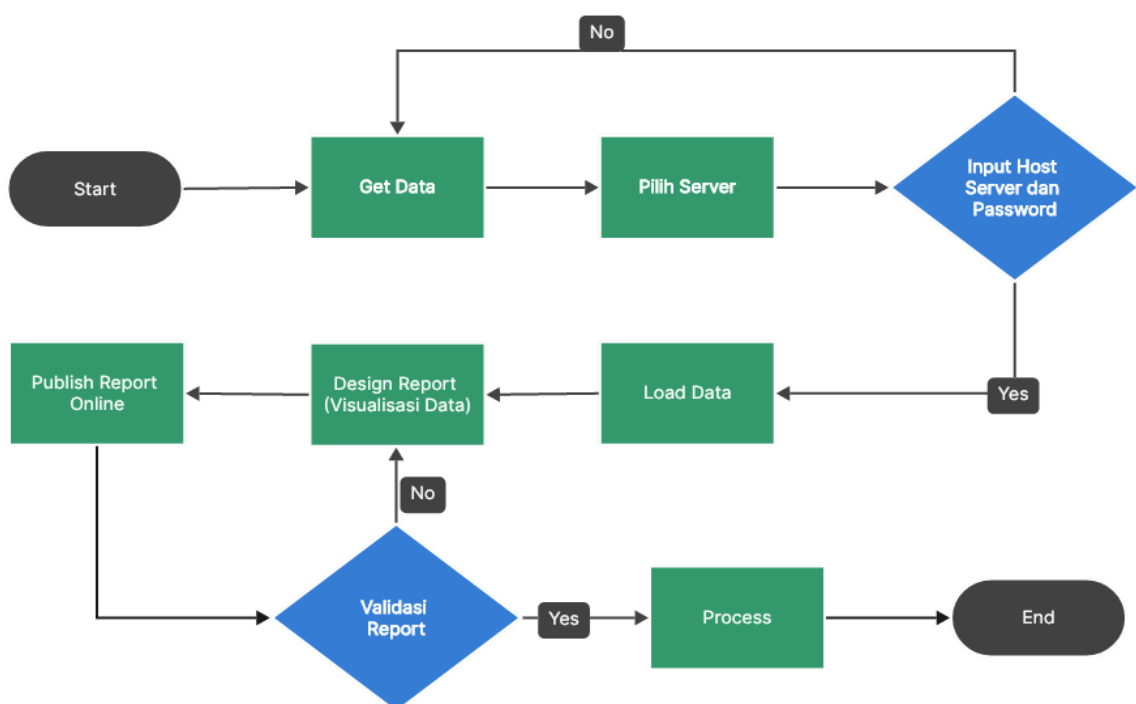 No
Start
Get Data
Pilih Server
Input Host
Server dan
Password
Publish Report
Online
Design Report
(Visualisasi Data)
Load Data
Yes
No
Validasi
Report
Yes
Process
End